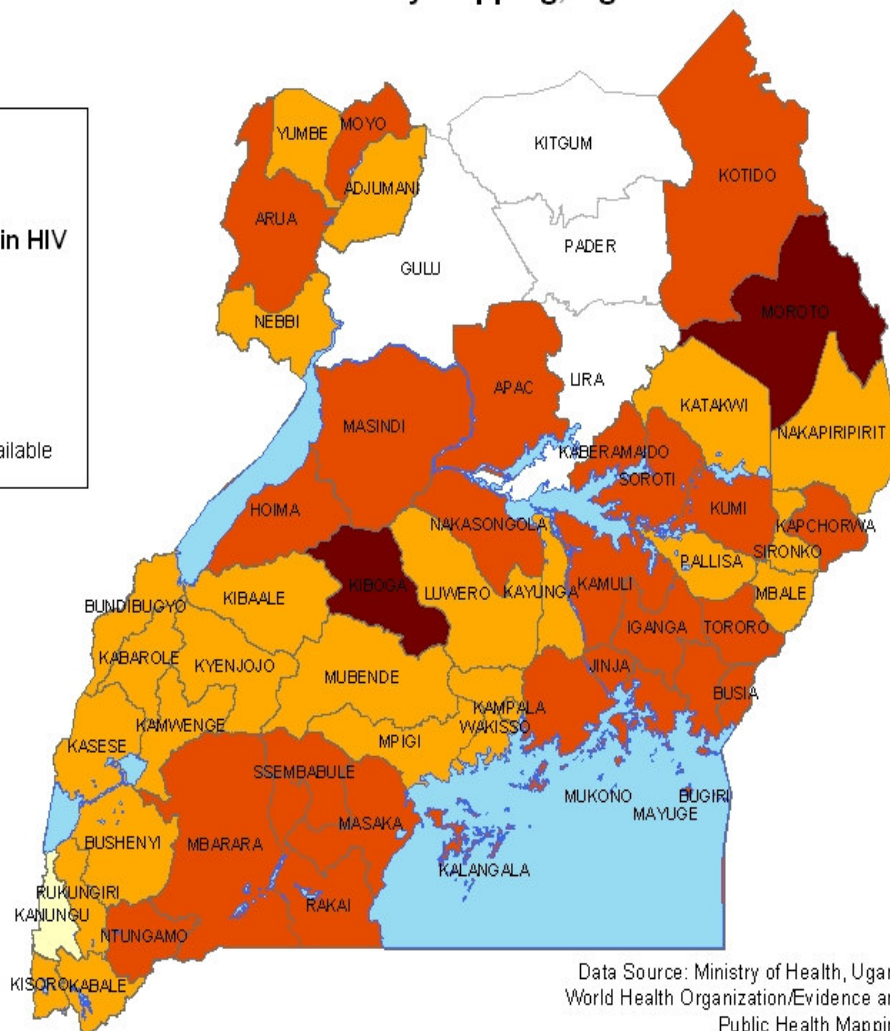 in HIV
ailable
KITGUM
YUMBE
MOYO
KOTIDO
ADJUMANI
ARUA
PADER
GULU
MOROTO
NEBBI
APAC
LIRA
KATAKWI
MASINDI
NAKAPIRIPIRIT
KABERAMAIDO
SOROTI
HOIMA
KUMI
NAKASONGOLA
KAPCHORWA
SIRONKO
PALLISA
KIBOGA
KAMULI
LUWERO
KAYUNGA
MBALE
KIBAALE
BUNDIBUGYO
IGANGA
TORORO
KABAROLE
KYENJOJO
JINJA
MUBENDE
BUSIA
KAMPALA
KAMWENGE
WAKISSO
MPIGI
KASESE
SSEMBABULE
MUKONO
BUGIRI
MAYUGE
MASAKA
BUSHENYI
MBARARA
KALANGALA
RUKUNGIRI
RAKAI
KANUNGU
NTUNGAMO
KISORO
KABALE
Data Source: Ministry of Health, Ugan
World Health Organization/Evidence an
Public Health Mappin